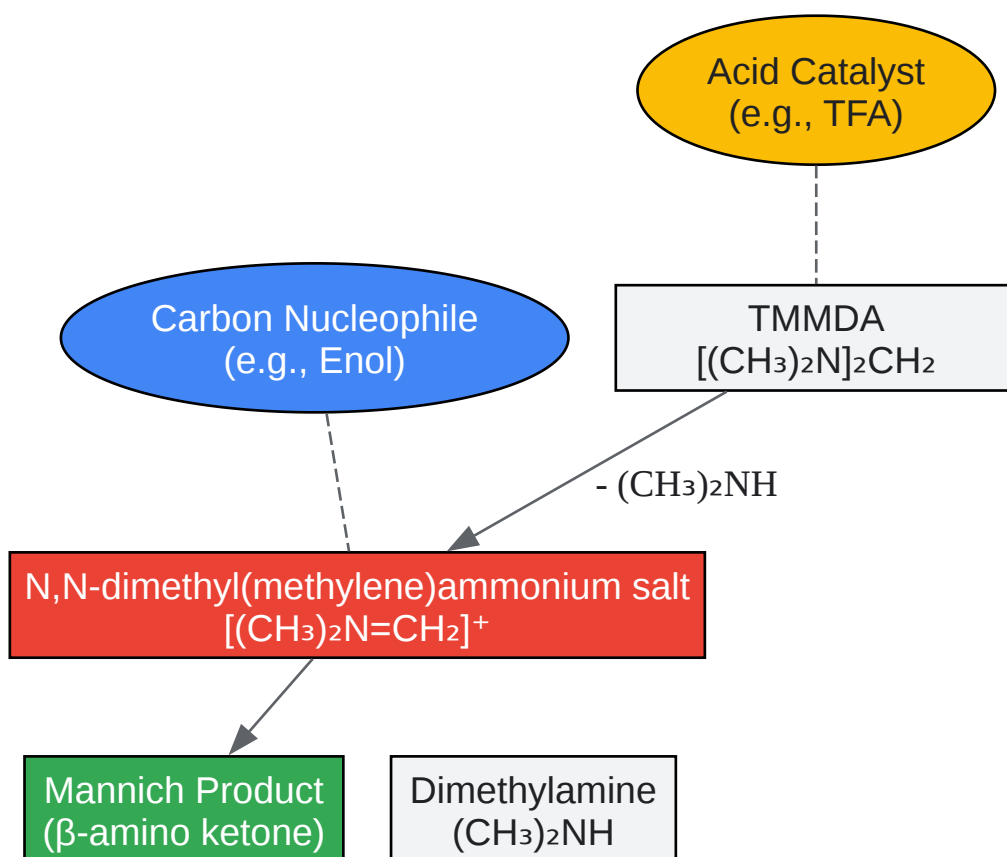 Acid Catalyst
(e.g., TFA)
Carbon Nucleophile
(e.g., Enol)
TMMDA
[(CH₃)₂N]₂CH₂
- (CH₃)₂NH
N,N-dimethyl(methylene)ammonium salt
[(CH₃)₂N=CH₂]⁺
Mannich Product
(β-amino ketone)
Dimethylamine
(CH₃)₂NH